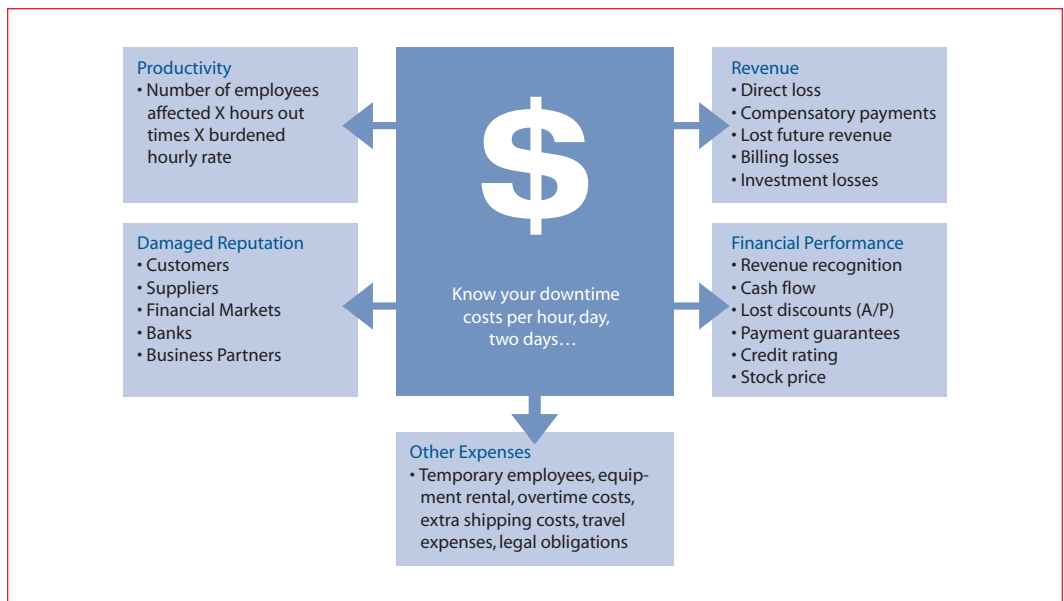 Productivity
• Number of employees
affected X hours out
times X burdened
hourly rate
Damaged Reputation
• Customers
• Suppliers
• Financial Markets
• Banks
• Business Partners
$
Know your downtime
costs per hour, day,
two days…
Revenue
• Direct loss
• Compensatory payments
• Lost future revenue
• Billing losses
• Investment losses
Financial Performance
• Revenue recognition
• Cash flow
• Lost discounts (A/P)
• Payment guarantees
• Credit rating
• Stock price
Other Expenses
• Temporary employees, equip-
ment rental, overtime costs,
extra shipping costs, travel
expenses, legal obligations